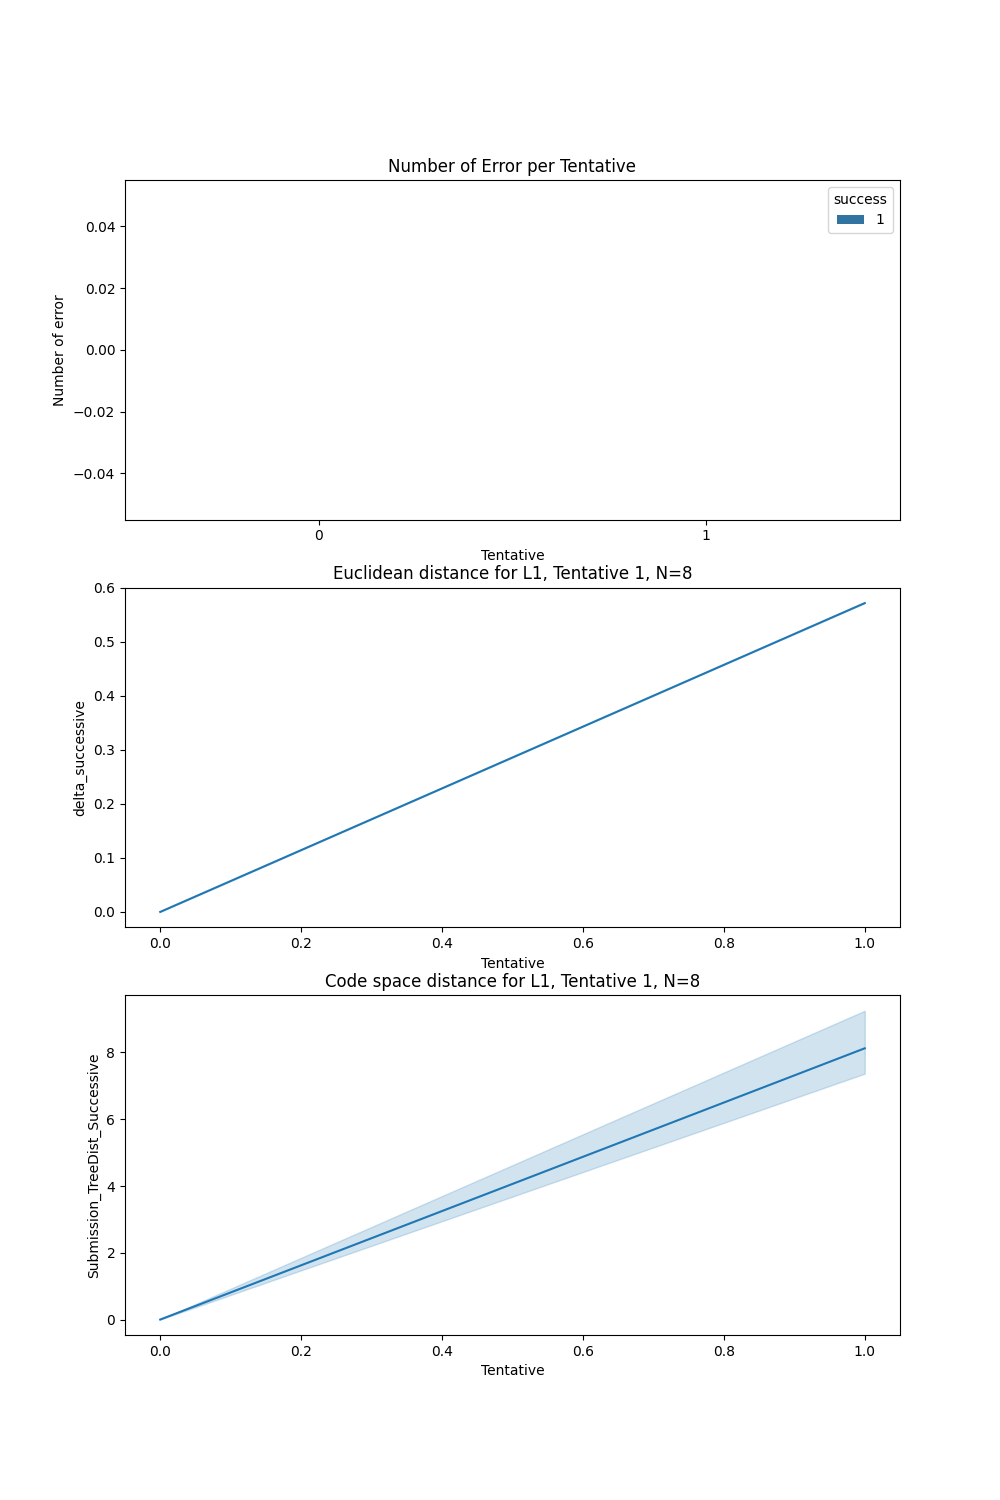 Number of Error per Tentative
success
1
0.04
0.02
0.00
−0.02
−0.04
Number of error
0 1
Tentative
Euclidean distance for L1, Tentative 1, N=8
0.6
0.5
0.4
0.3
0.2
0.1
0.0
delta_successive
0.0 0.2 0.4 0.6 0.8 1.0
Tentative
Code space distance for L1, Tentative 1, N=8
8
6
4
2
0
Submission_TreeDist_Successive
0.0 0.2 0.4 0.6 0.8 1.0
Tentative